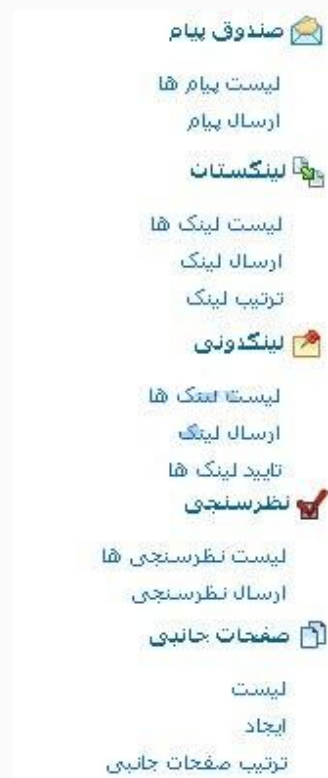 صندوق پیام
لیست پیام ها
ارسال پیام
لینکستان
لیست لینک ها
ارسال لینک
ترتیب لینک
لینکدونی
لیست لینک ها
ارسال لینک
تایید لینک ها
نظرسنجی
لیست نظرسنجی ها
ارسال نظرسنجی
صفحات جانبی
لیست
ایجاد
ترتیب صفحات جانبی